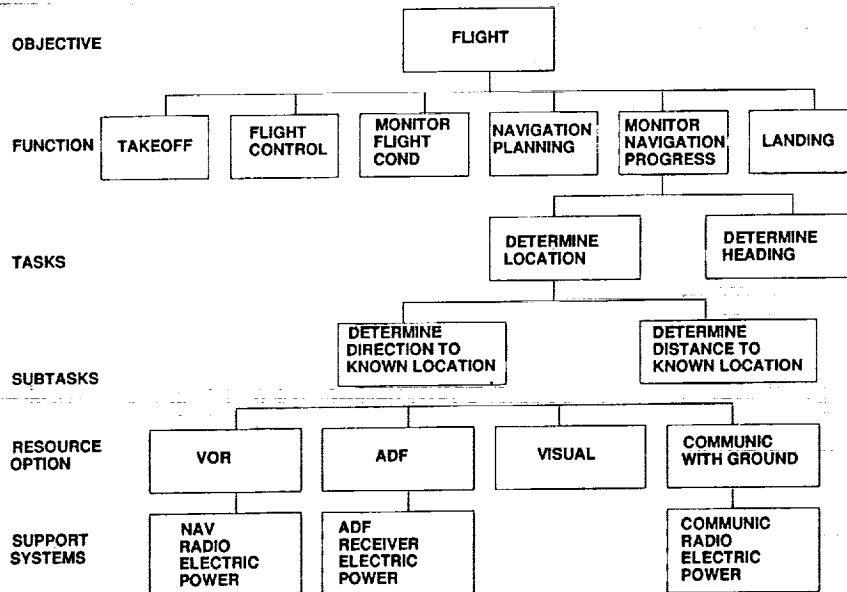 OBJECTIVE
FLIGHT
FUNCTION
TAKEOFF
FLIGHT
CONTROL
MONITOR
FLIGHT
COND
NAVIGATION
PLANNING
MONITOR
NAVIGATION
PROGRESS
LANDING
TASKS
DETERMINE
LOCATION
DETERMINE
HEADING
SUBTASKS
DETERMINE
DIRECTION TO
KNOWN LOCATION
DETERMINE
DISTANCE TO
KNOWN LOCATION
RESOURCE
OPTION
VOR
ADF
VISUAL
COMMUNIC
WITH GROUND
SUPPORT
SYSTEMS
NAV
RADIO
ELECTRIC
POWER
ADF
RECEIVER
ELECTRIC
POWER
COMMUNIC
RADIO
ELECTRIC
POWER